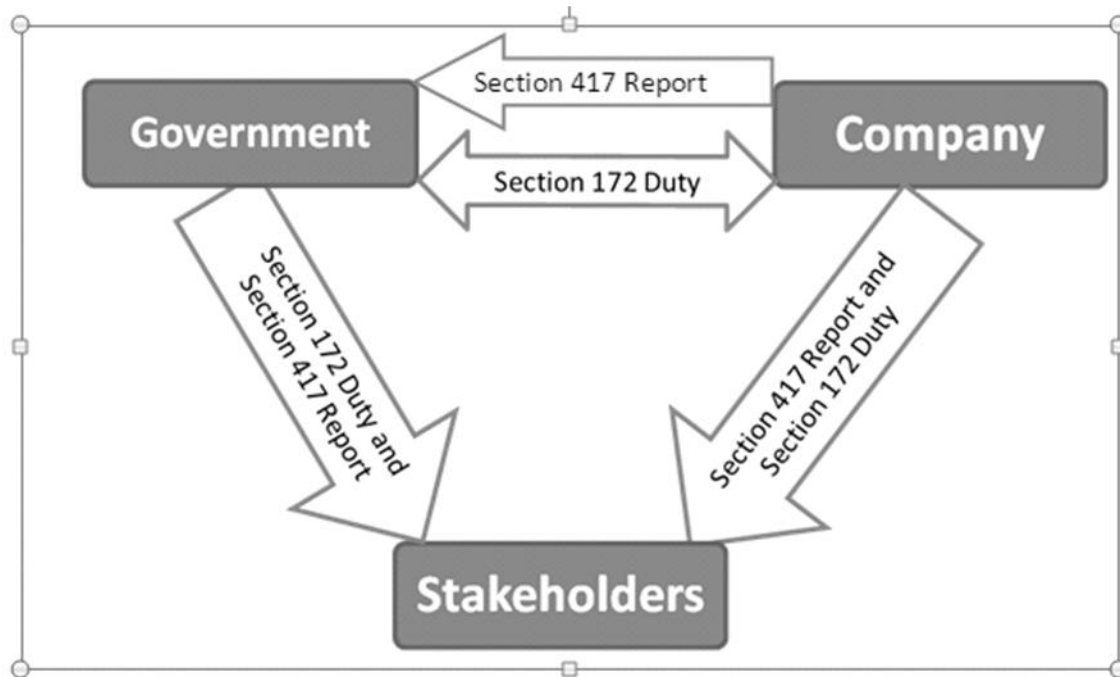 Section 417 Report
Government
Company
Section 172 Duty
Section 172 Duty and
Section 417 Report
Section 417 Report and
Section 172 Duty
Stakeholders